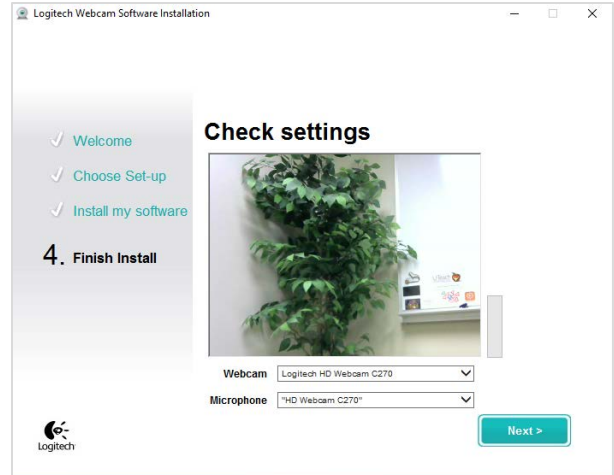 Logitech Webcam Software Installation
Welcome
Choose Set-up
Install my software
4. Finish Install
Check settings
Webcam
Logitech HD Webcam C270
Microphone
"HD Webcam C270"
Logitech
Next >